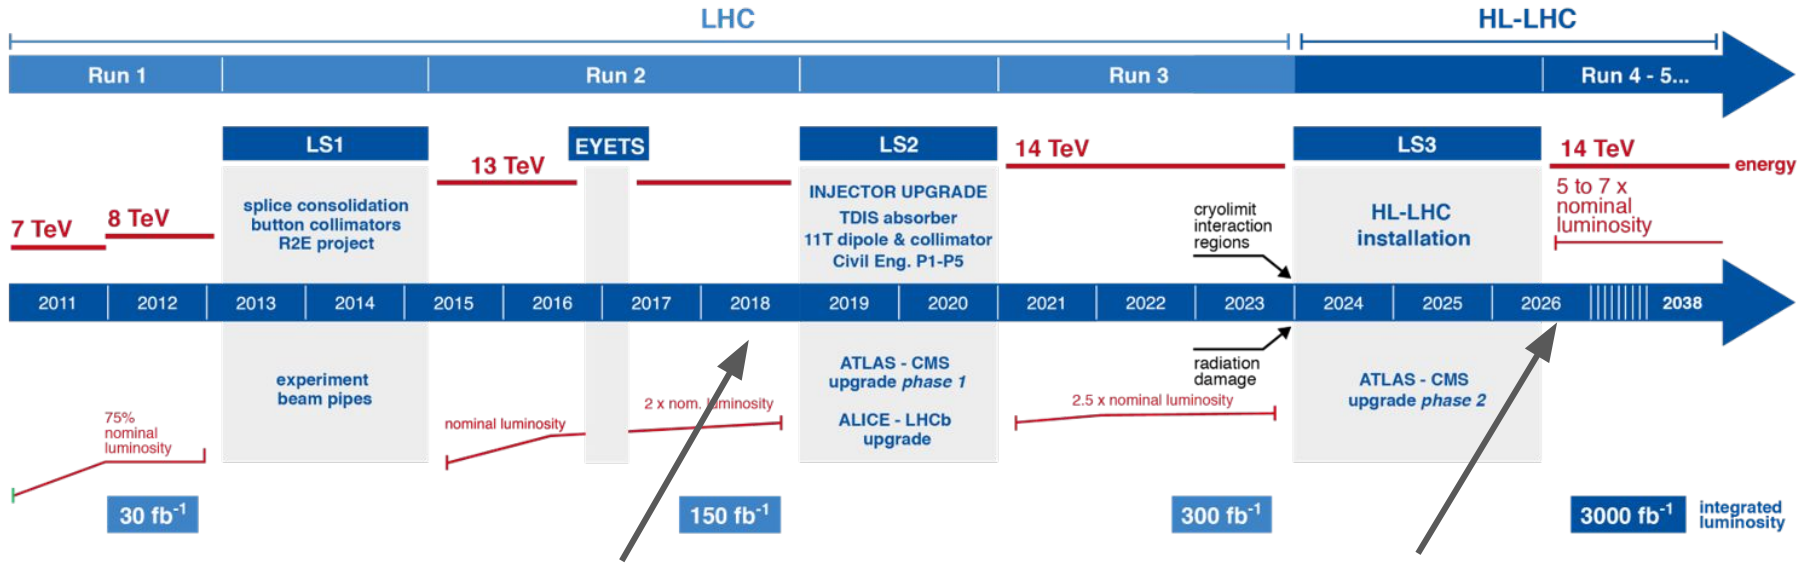 LHC
HL-LHC
Run 1
Run 2
Run 3
Run 4 - 5...
LS1
EYETS
LS2
LS3
7 TeV
8 TeV
13 TeV
14 TeV
14 TeV
energy
splice consolidation
button collimators
R2E project
INJECTOR UPGRADE
TDIS absorber
11T dipole & collimator
Civil Eng. P1-P5
cryolimit
interaction
regions
HL-LHC
installation
5 to 7 x
nominal
luminosity
2011
2012
2013
2014
2015
2016
2017
2018
2019
2020
2021
2022
2023
2024
2025
2026
2038
75%
nominal
luminosity
experiment
beam pipes
nominal luminosity
2 x nom. luminosity
ATLAS - CMS
upgrade phase 1
ALICE - LHCb
upgrade
2.5 x nominal luminosity
radiation
damage
ATLAS - CMS
upgrade phase 2
30 fb-1
150 fb-1
300 fb-1
3000 fb-1
integrated
luminosity